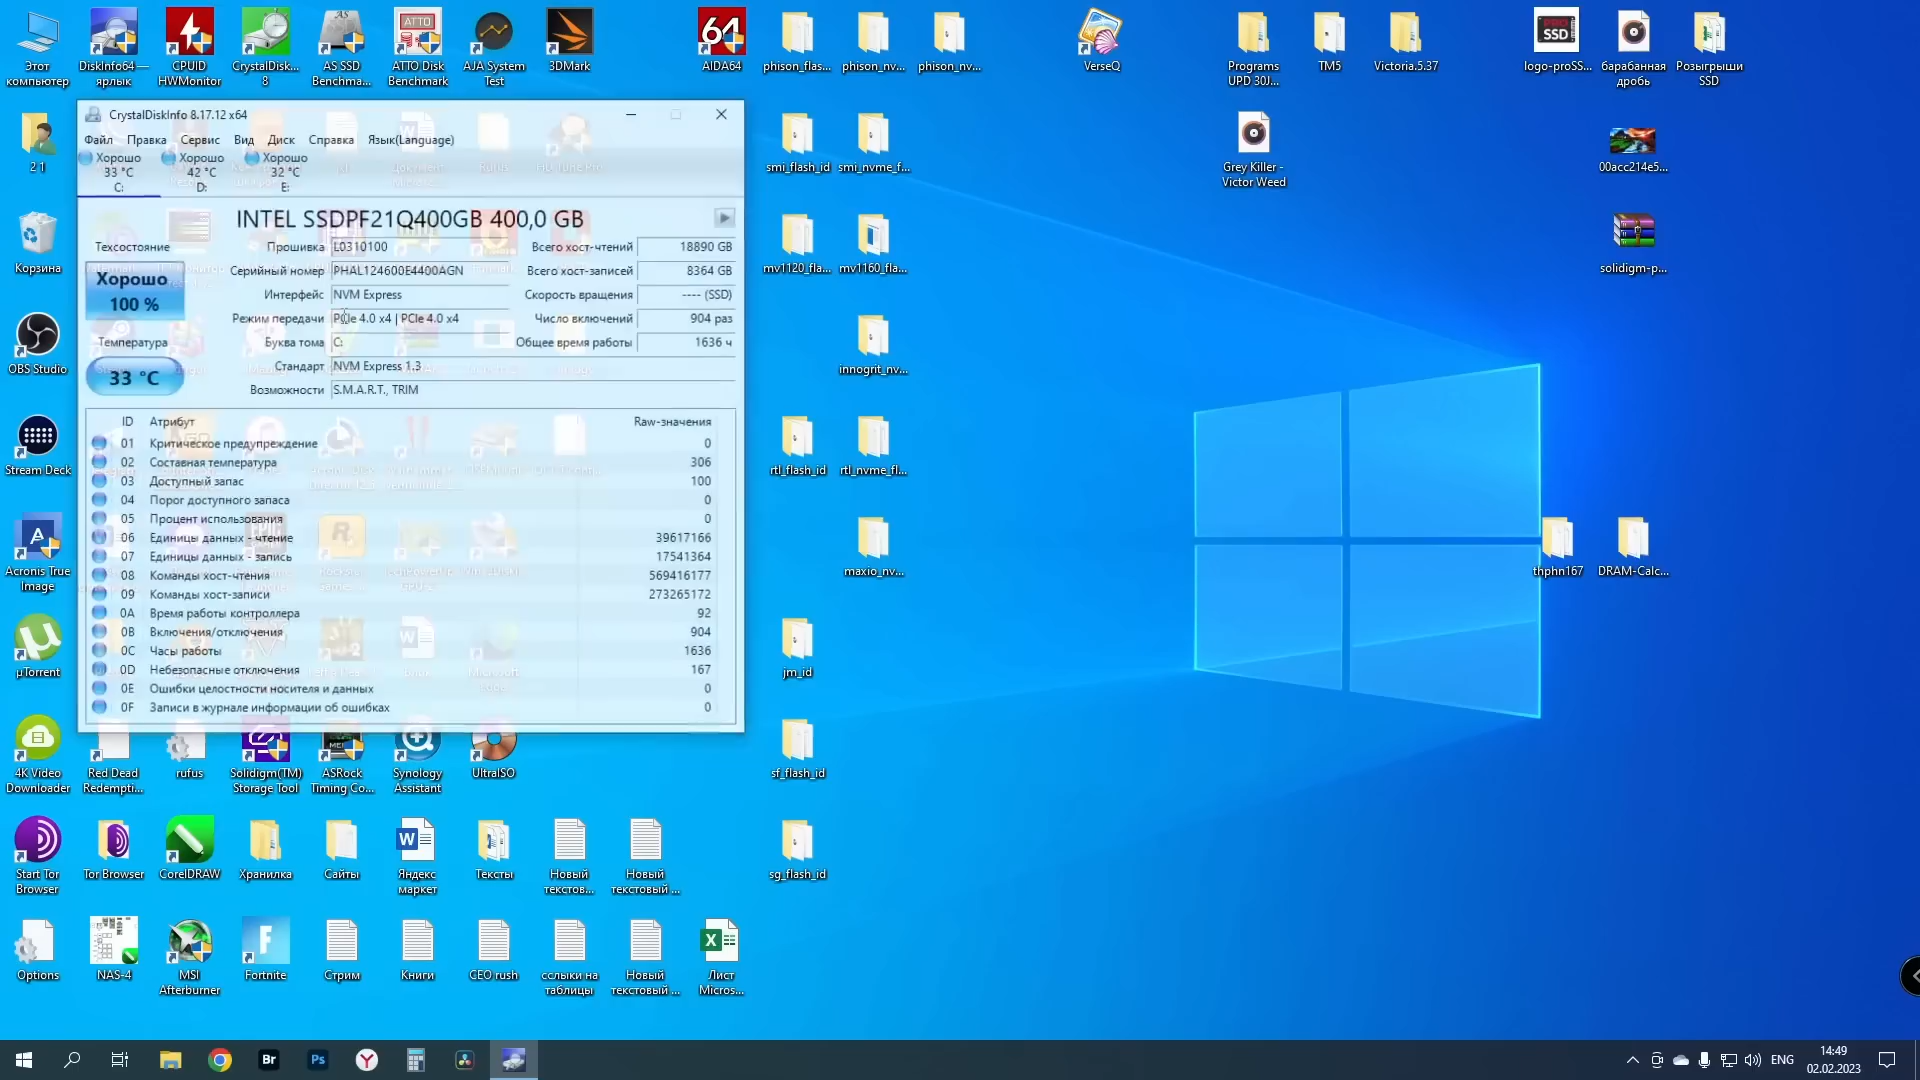 Этот
компьютер
DiskInfo64 —
ярлык
CPUID
HWMonitor
CrystalDisk...
8
AS SSD
Benchma...
ATTO Disk
Benchmark
AJA System
Test
3DMark
AIDA64
phison_flas...
phison_nv...
phison_nv...
VerseQ
Programs
UPD 30J...
TM5
Victoria.5.37
logo-proSS...
барабанная
дробь
Розыгрыши
SSD
2 1
smi_flash_id
smi_nvme_f...
Grey Killer -
Victor Weed
00acc214e5...
Корзина
mv1120_fla...
mv1160_fla...
solidigm-p...
OBS Studio
innogrit_nv...
Stream Deck
rtl_flash_id
rtl_nvme_fl...
Acronis True
Image
maxio_nv...
thphn167
DRAM-Calc...
µTorrent
jm_id
CrystalDiskInfo 8.17.12 x64
Файл Правка Сервис Вид Диск Справка Язык(Language)
Хорошо
33 °C
C:
Хорошо
42 °C
D:
Хорошо
32 °C
E:
INTEL SSDPF21Q400GB 400,0 GB
Техсостояние
Хорошо
100 %
Температура
33 °C
Прошивка L0310100
Серийный номер PHAL124600E4400AGN
Интерфейс NVM Express
Режим передачи PCIe 4.0 x4 | PCIe 4.0 x4
Буква тома C:
Стандарт NVM Express 1.3
Возможности S.M.A.R.T., TRIM
Всего хост-чтений 18890 GB
Всего хост-записей 8364 GB
Скорость вращения ---- (SSD)
Число включений 904 раз
Общее время работы 1636 ч
ID Атрибут Raw-значения
01 Критическое предупреждение 0
02 Составная температура 306
03 Доступный запас 100
04 Порог доступного запаса 0
05 Процент использования 0
06 Единицы данных - чтение 39617166
07 Единицы данных - запись 17541364
08 Команды хост-чтения 569416177
09 Команды хост-записи 273265172
0A Время работы контроллера 92
0B Включения/отключения 904
0C Часы работы 1636
0D Небезопасные отключения 167
0E Ошибки целостности носителя и данных 0
0F Записи в журнале информации об ошибках 0
4K Video
Downloader
Red Dead
Redempti...
rufus
Solidigm(TM)
Storage Tool
ASRock
Timing Co...
Synology
Assistant
UltraISO
sf_flash_id
Start Tor
Browser
Tor Browser
CorelDRAW
Хранилка
Сайты
Яндекс
маркет
Тексты
Новый
текстов...
Новый
текстовый ...
sg_flash_id
Options
NAS-4
MSI
Afterburner
Fortnite
Стрим
Книги
CEO rush
сслыки на
таблицы
Новый
текстовый ...
Лист
Micros...
ENG
14:49
02.02.2023